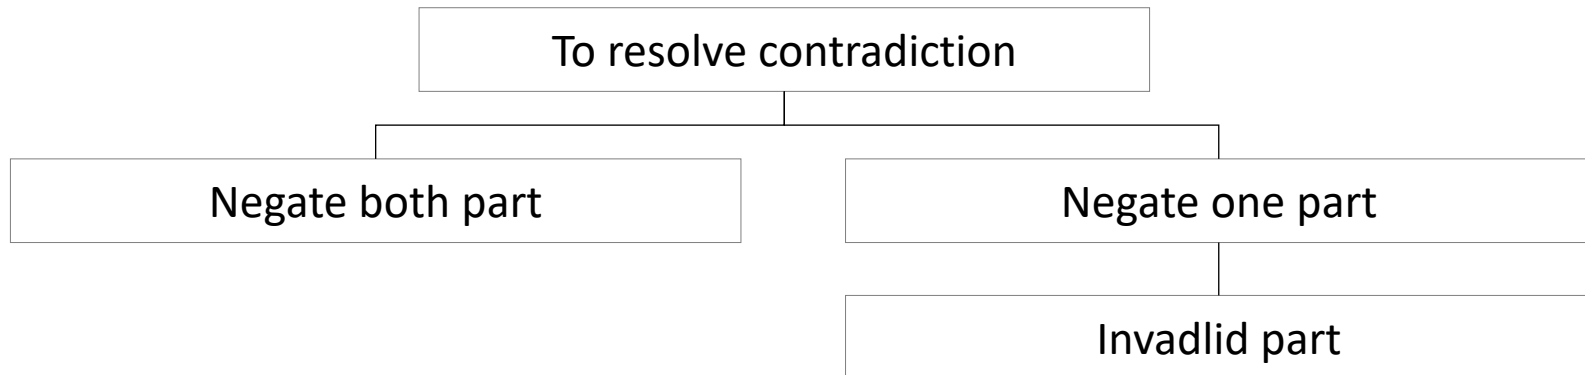 To resolve contradiction
Negate both part
Negate one part
Invadlid part